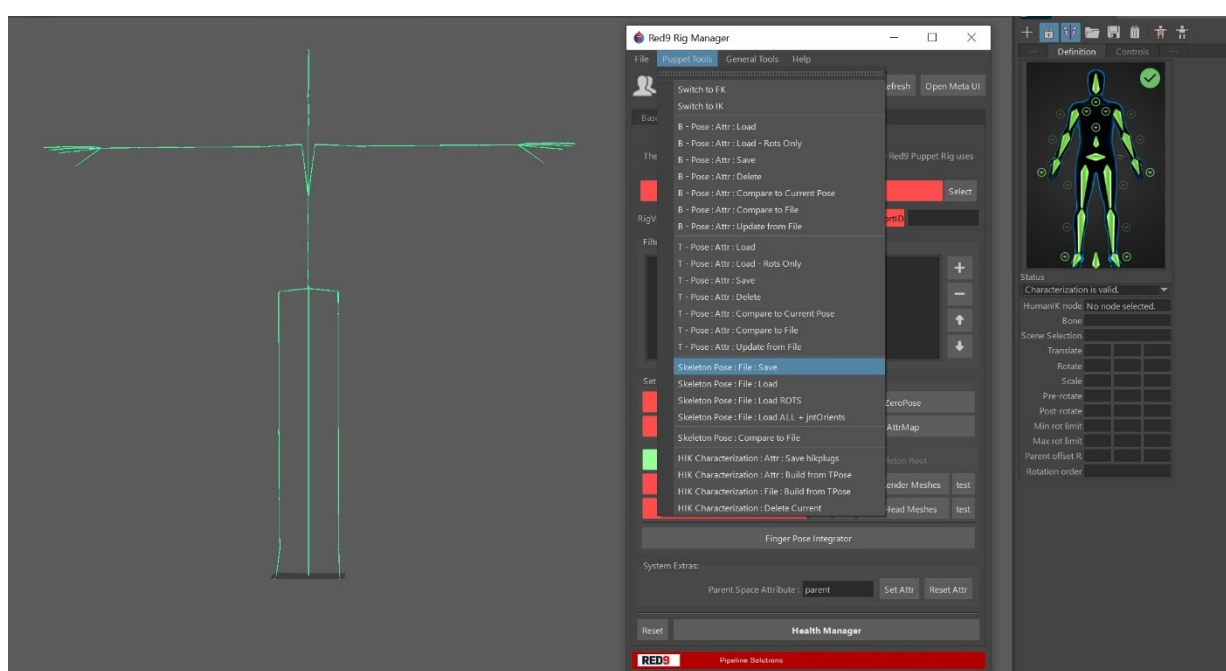 Red9 Rig Manager
File Puppet Tools General Tools Help
Switch to FK
Switch to IK
B - Pose : Attr : Load
B - Pose : Attr : Load - Rots Only
B - Pose : Attr : Save
B - Pose : Attr : Delete
B - Pose : Attr : Compare to Current Pose
B - Pose : Attr : Compare to File
B - Pose : Attr : Update from File
T - Pose : Attr : Load
T - Pose : Attr : Load - Rots Only
T - Pose : Attr : Save
T - Pose : Attr : Delete
T - Pose : Attr : Compare to Current Pose
T - Pose : Attr : Compare to File
T - Pose : Attr : Update from File
Skeleton Pose : File : Save
Skeleton Pose : File : Load
Skeleton Pose : File : Load ROTS
Skeleton Pose : File : Load ALL + jntOrients
Skeleton Pose : Compare to File
HIK Characterization : Attr : Save hikplugs
HIK Characterization : Attr : Build from TPose
HIK Characterization : File : Build from TPose
HIK Characterization : Delete Current
efresh Open Meta UI
Base
The
Red9 Puppet Rig uses
Select
RigV
ortID
Filt
Set
ZeroPose
AttrMap
eleton Root
ender Meshes test
Head Meshes test
Finger Pose Integrator
System Extras:
Parent Space Attribute : parent Set Attr Reset Attr
Reset Health Manager
RED9 Pipeline Solutions
Definition Controls
Status
Characterization is valid.
HumanIK node No node selected.
Bone
Scene Selection
Translate
Rotate
Scale
Pre-rotate
Post-rotate
Min rot limit
Max rot limit
Parent offset R
Rotation order